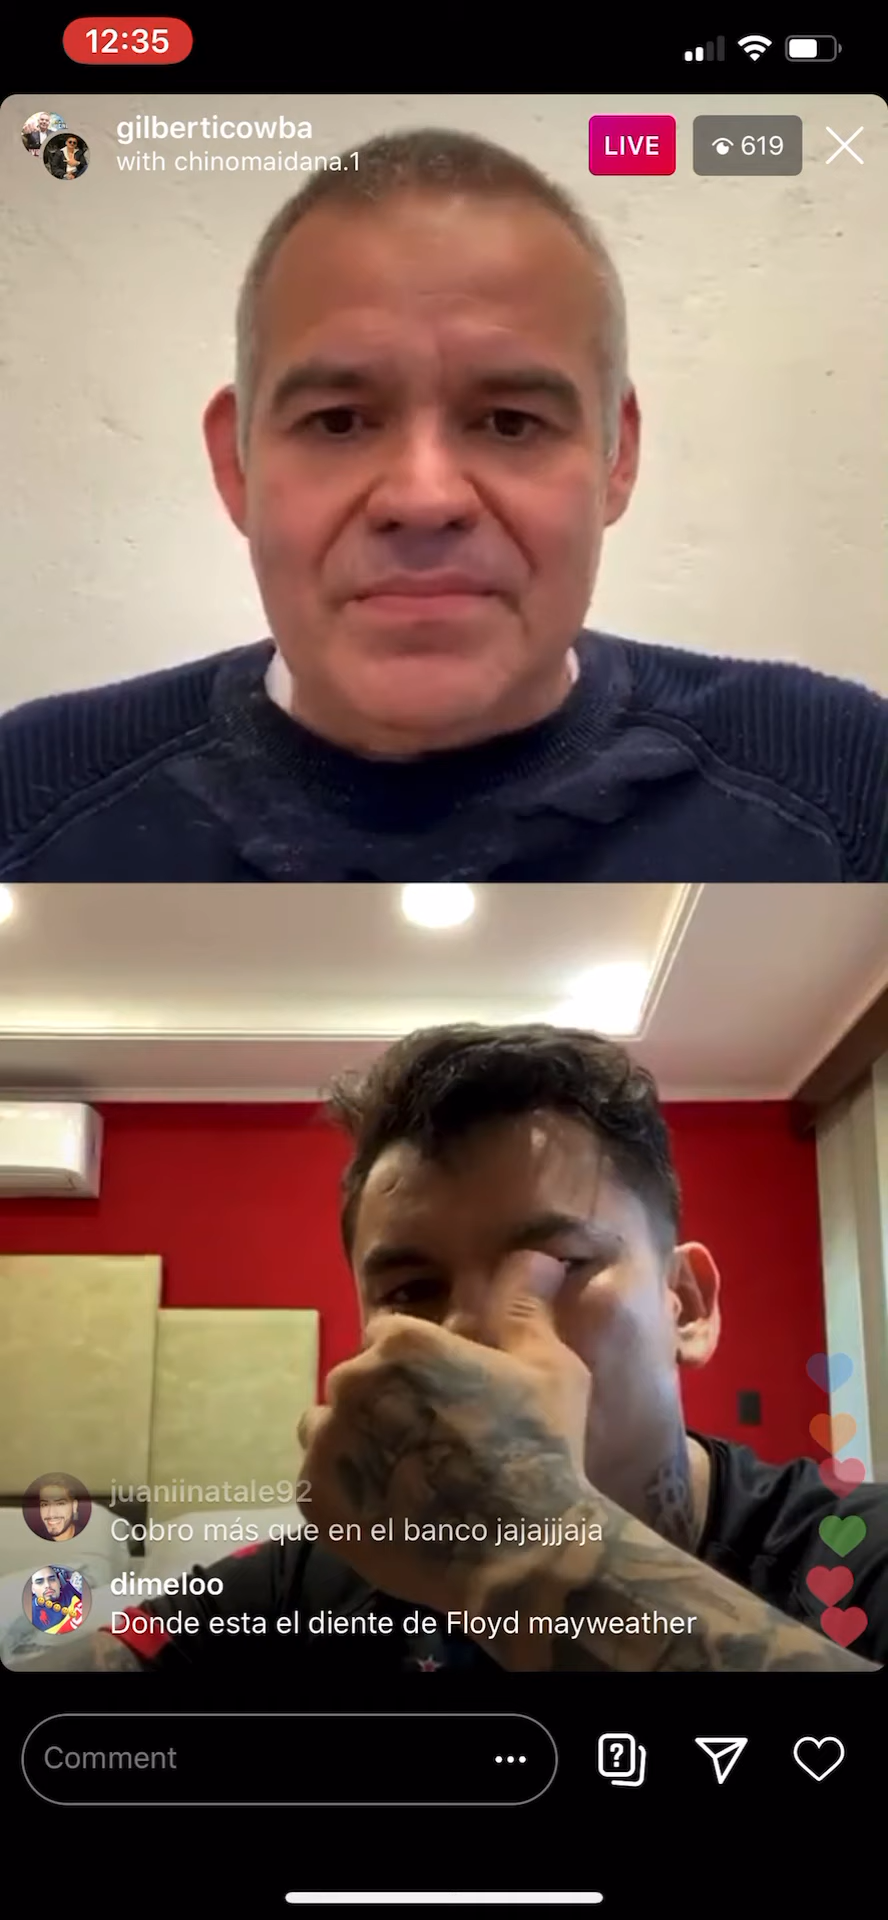 12:35
gilberticowba
with chinomaidana.1
LIVE
619
juaniinatale92
Cobro más que en el banco jajajjjaja
dimeloo
Donde esta el diente de Floyd mayweather
Comment